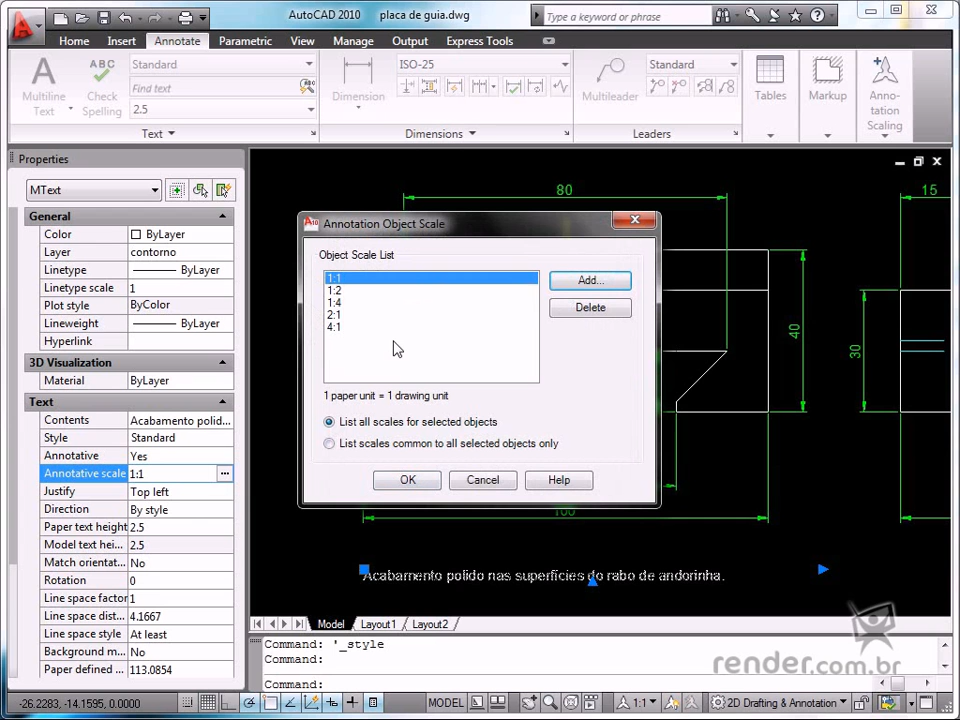 AutoCAD 2010 placa de guia.dwg
Type a keyword or phrase
Home Insert Annotate Parametric View Manage Output Express Tools
Multiline Text
ABC Check Spelling
Standard
Find text
2.5
Text
Dimension
ISO-25
Dimensions
Multileader
Standard
Leaders
Tables
Markup
Anno-
tation
Scaling
Properties
MText
General
Color ByLayer
Layer contorno
Linetype ByLayer
Linetype scale 1
Plot style ByColor
Lineweight ByLayer
Hyperlink
3D Visualization
Material ByLayer
Text
Contents Acabamento polid...
Style Standard
Annotative Yes
Annotative scale 1:1
Justify Top left
Direction By style
Paper text height 2.5
Model text hei... 2.5
Match orientat... No
Rotation 0
Line space factor 1
Line space dist... 4.1667
Line space style At least
Background m... No
Paper defined ... 113.0854
80
15
40
30
100
Annotation Object Scale
Object Scale List
1:1
1:2
1:4
2:1
4:1
Add...
Delete
1 paper unit = 1 drawing unit
List all scales for selected objects
List scales common to all selected objects only
OK Cancel Help
Acabamento polido nas superfícies do rabo de andorinha.
Model Layout1 Layout2
Command: '_style
Command:
Command:
render.com.br
-26.2283, -14.1595, 0.0000
MODEL
1:1
2D Drafting & Annotation